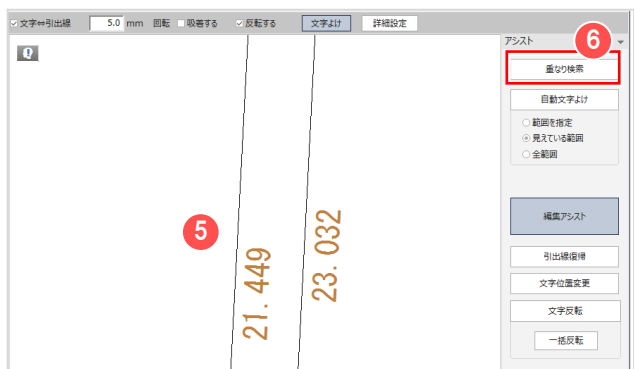 文字⇔引出線 5.0 mm 回転 吸着する 反転する 文字よけ 詳細設定
アシスト
6
重なり検索
自動文字よけ
範囲を指定
見えている範囲
全範囲
編集アシスト
引出線復帰
文字位置変更
文字反転
一括反転
5
21.449
23.032